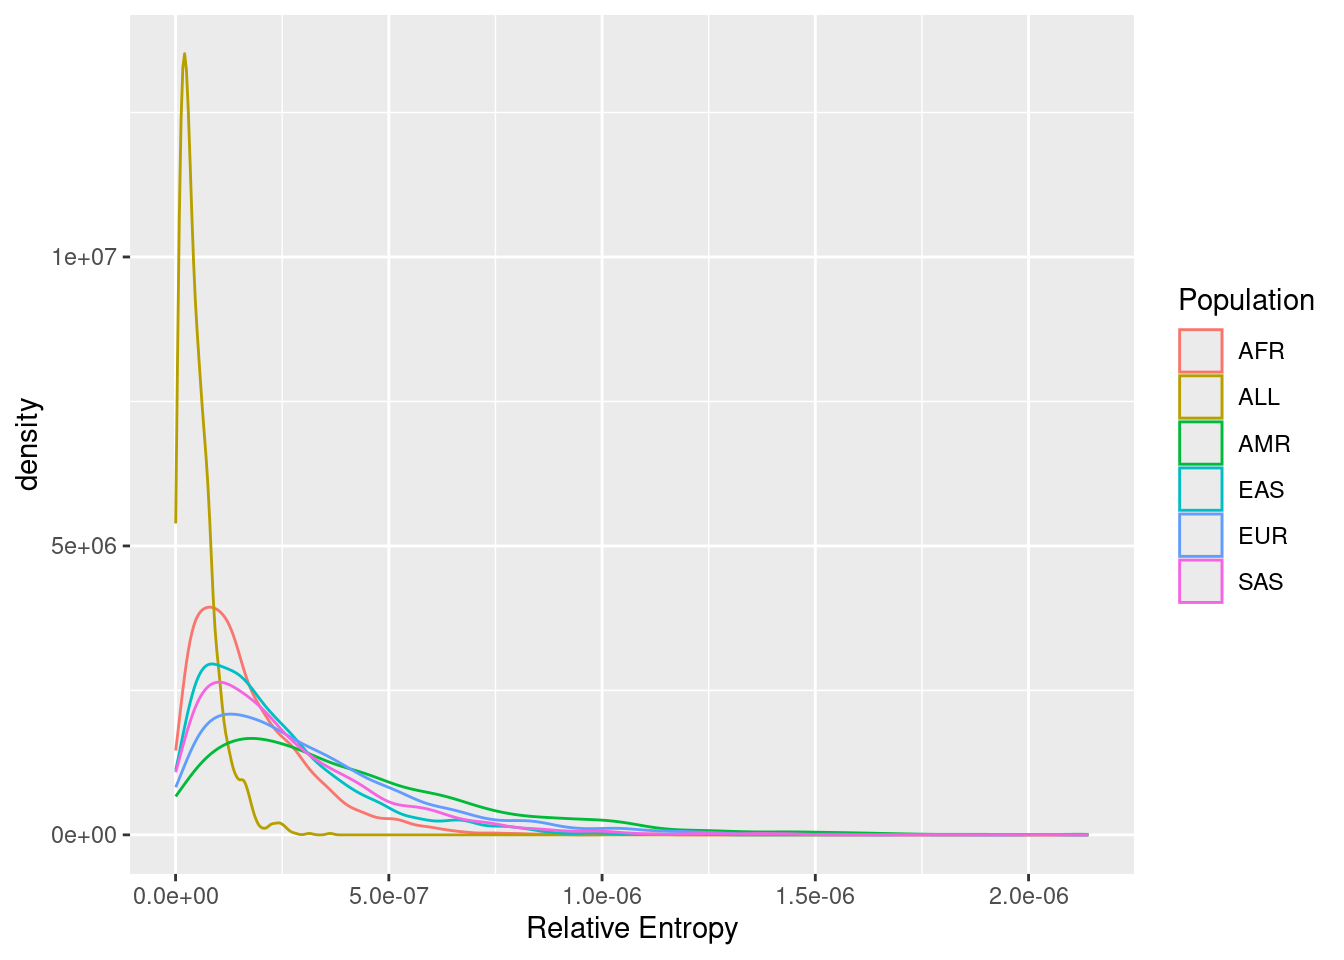 1e+07
5e+06
0e+00
density
0.0e+00 5.0e-07 1.0e-06 1.5e-06 2.0e-06
Relative Entropy
Population
AFR
ALL
AMR
EAS
EUR
SAS